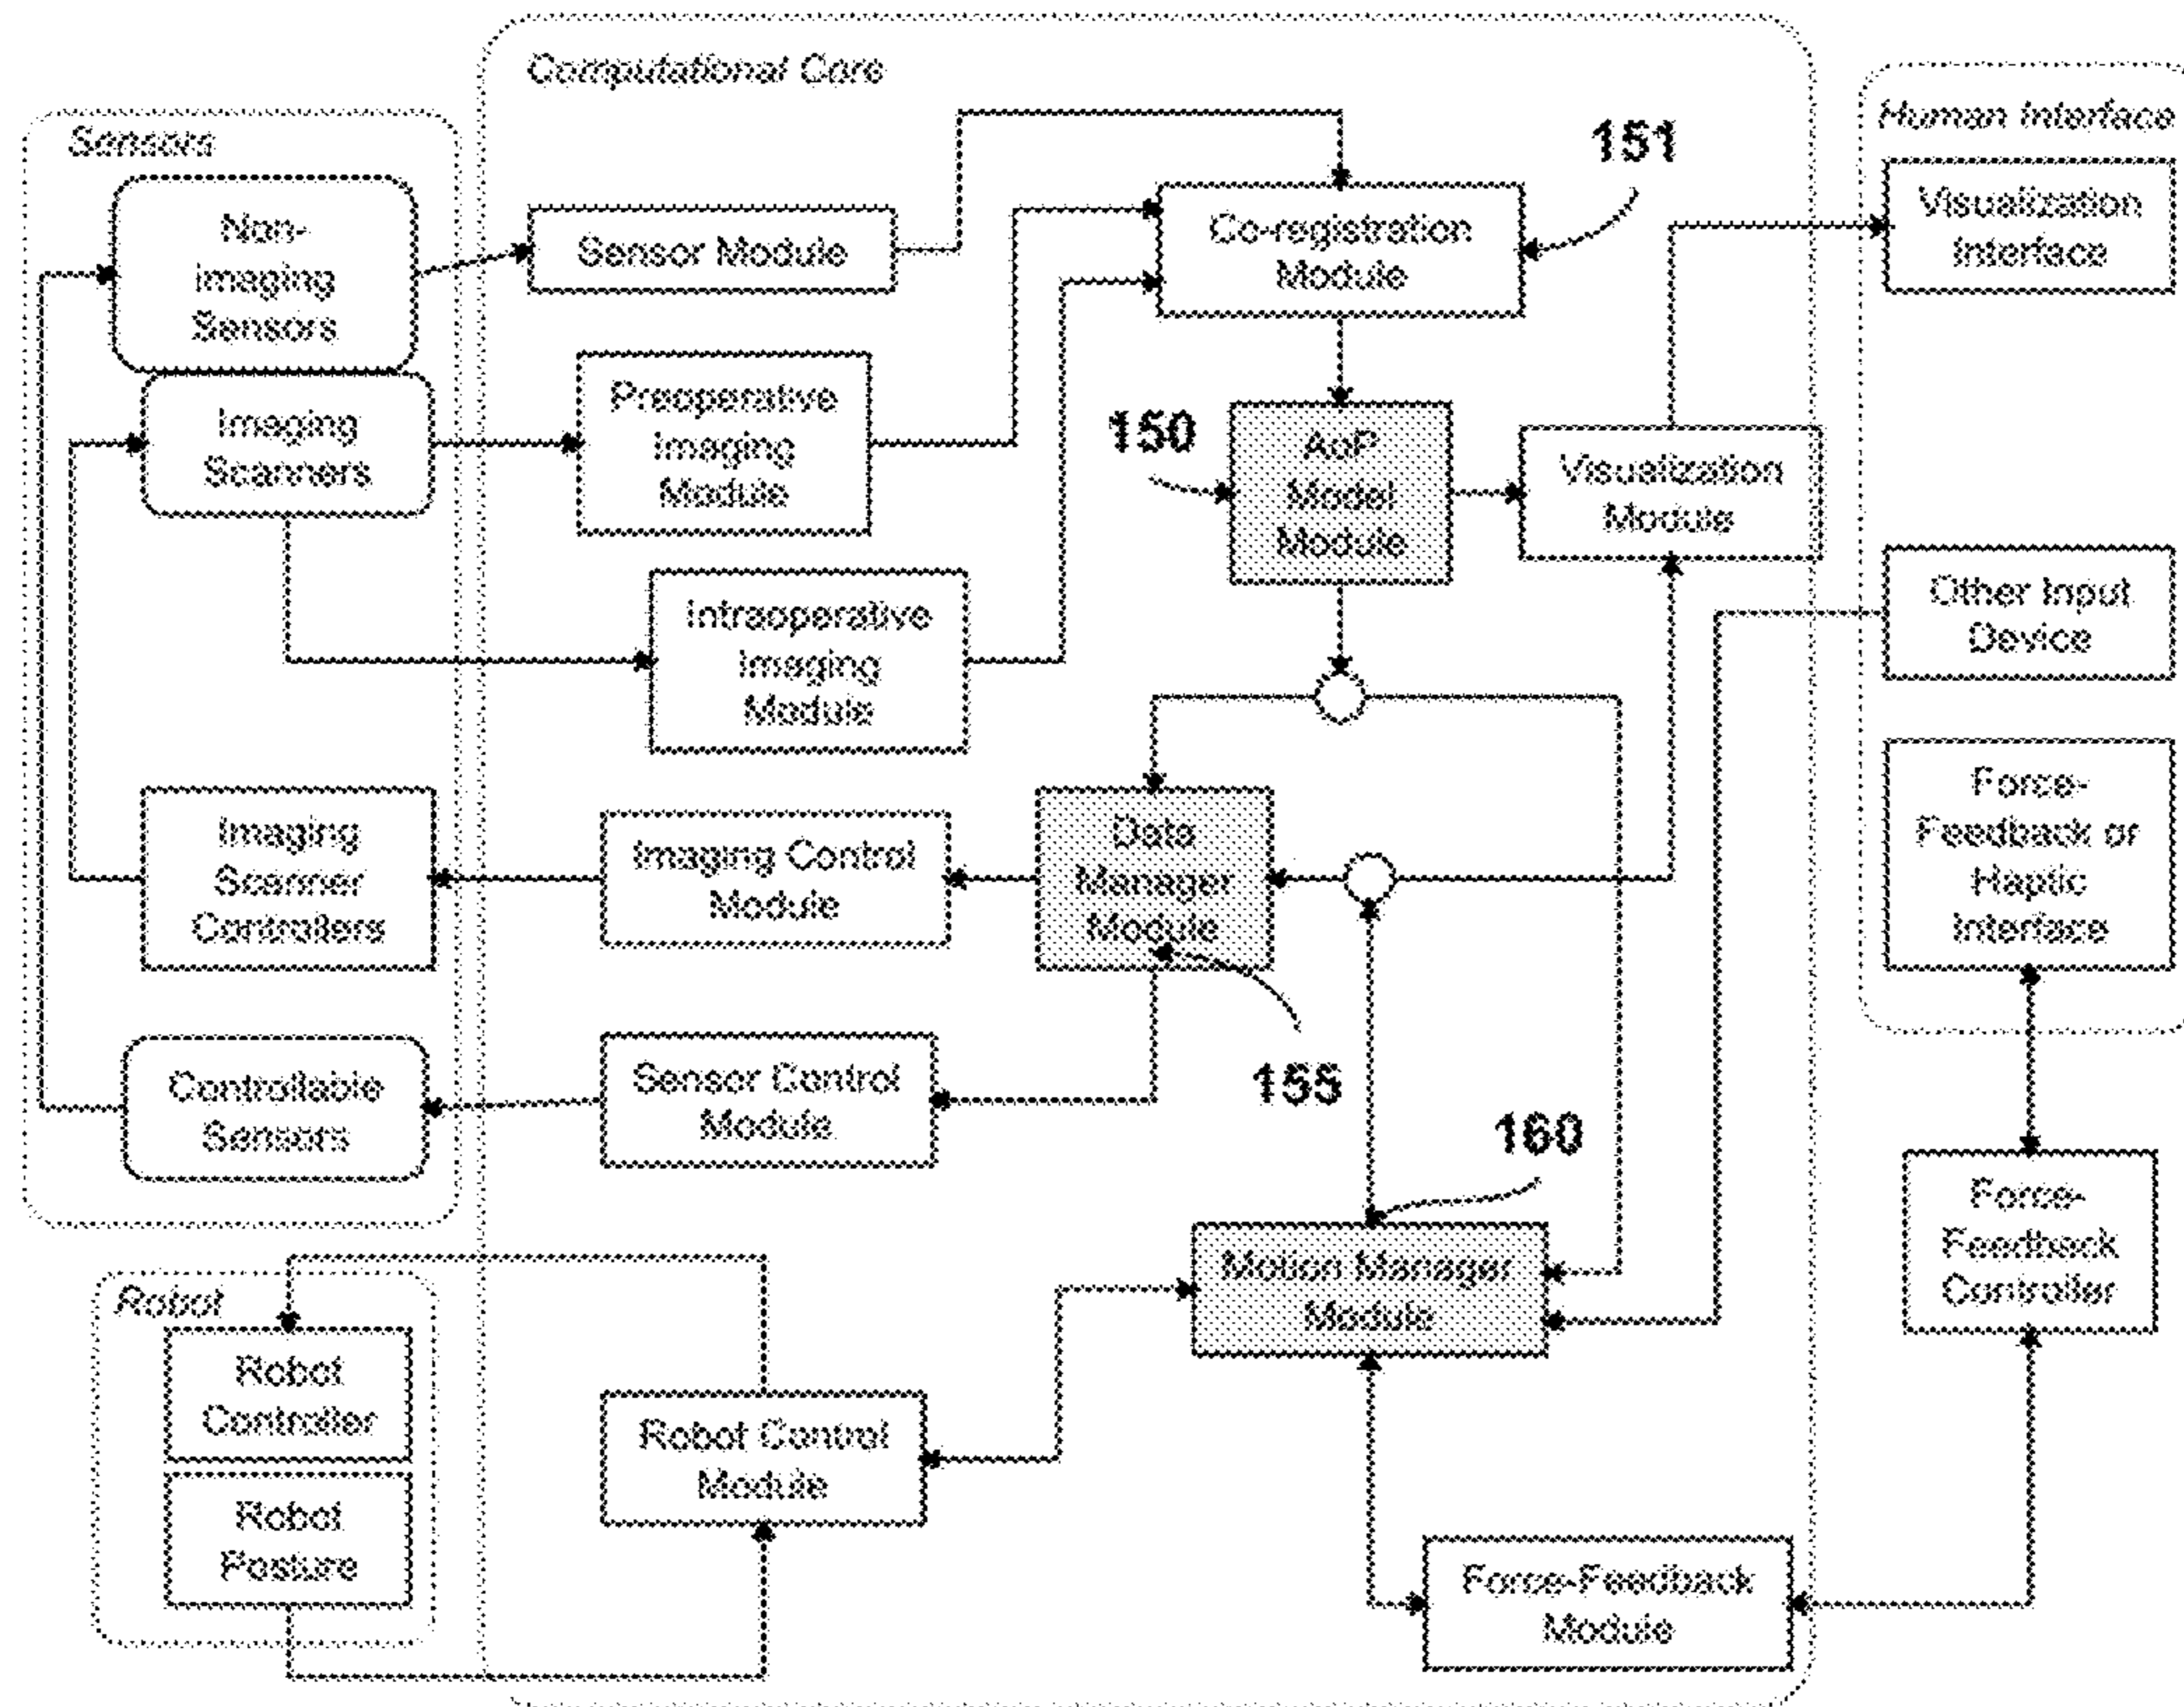 Computational Core
Sensors
Human Interface
151
Non-
Imaging
Sensors
Sensor Module
Co-registration
Module
Visualization
Interface
Imaging
Scanners
Preoperative
Imaging
Module
150
AoP
Model
Module
Visualization
Module
Intraoperative
Imaging
Module
Other Input
Device
Imaging
Scanner
Controllers
Imaging Control
Module
Data
Manager
Module
Force-
Feedback or
Haptic
Interface
Controllable
Sensors
Sensor Control
Module
155
160
Force-
Feedback
Controller
Motion Manager
Module
Robot
Robot
Controller
Robot Control
Module
Robot
Posture
Force-Feedback
Module